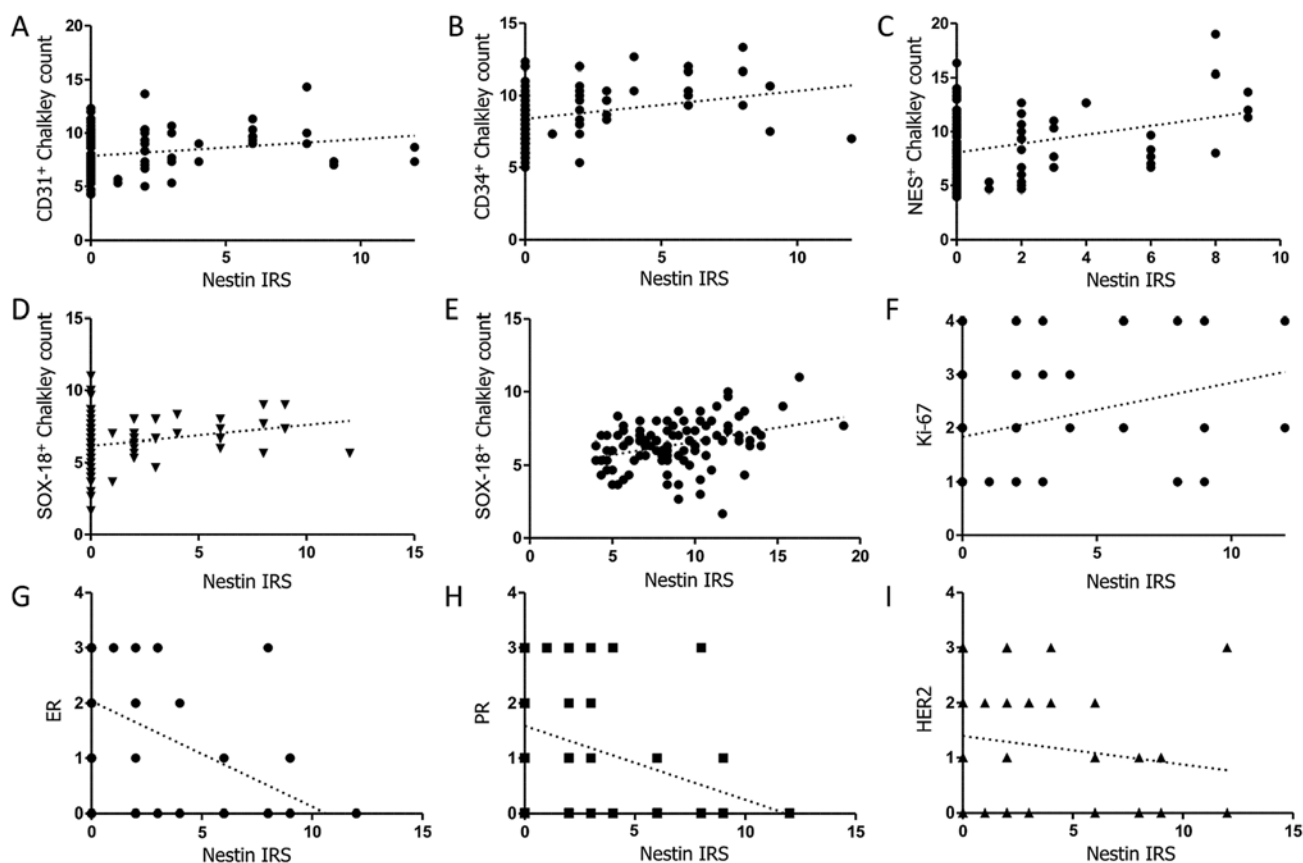 A
CD31+ Chalkley count
20
15
10
5
0
0 5 10
Nestin IRS
B
CD34+ Chalkley count
15
10
5
0
0 5 10
Nestin IRS
C
NES+ Chalkley count
20
15
10
5
0
0 2 4 6 8 10
Nestin IRS
D
SOX-18+ Chalkley count
15
10
5
0
0 5 10 15
Nestin IRS
E
SOX-18+ Chalkley count
15
10
5
0
0 5 10 15 20
Nestin IRS
F
Ki-67
4
3
2
1
0
0 5 10
Nestin IRS
G
ER
4
3
2
1
0
0 5 10 15
Nestin IRS
H
PR
4
3
2
1
0
0 5 10 15
Nestin IRS
I
HER2
4
3
2
1
0
0 5 10 15
Nestin IRS